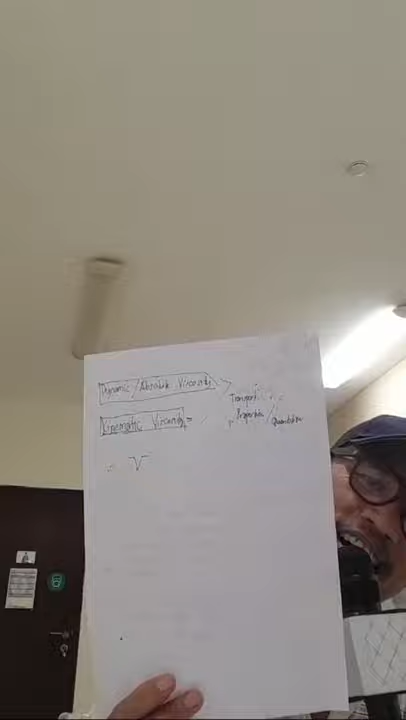 Dynamic / Absolute Viscosity
Transport
Kinematic Viscosity =
Properties / Quantities
V